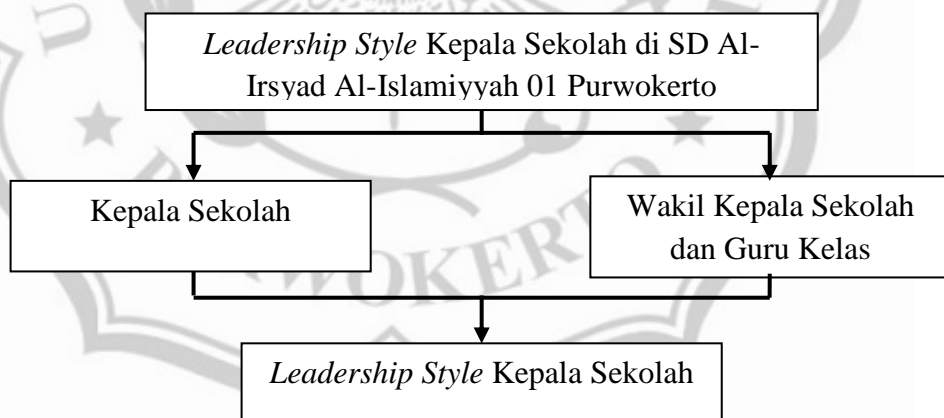 Leadership Style Kepala Sekolah di SD Al-
Irsyad Al-Islamiyyah 01 Purwokerto
Kepala Sekolah
Wakil Kepala Sekolah
dan Guru Kelas
Leadership Style Kepala Sekolah